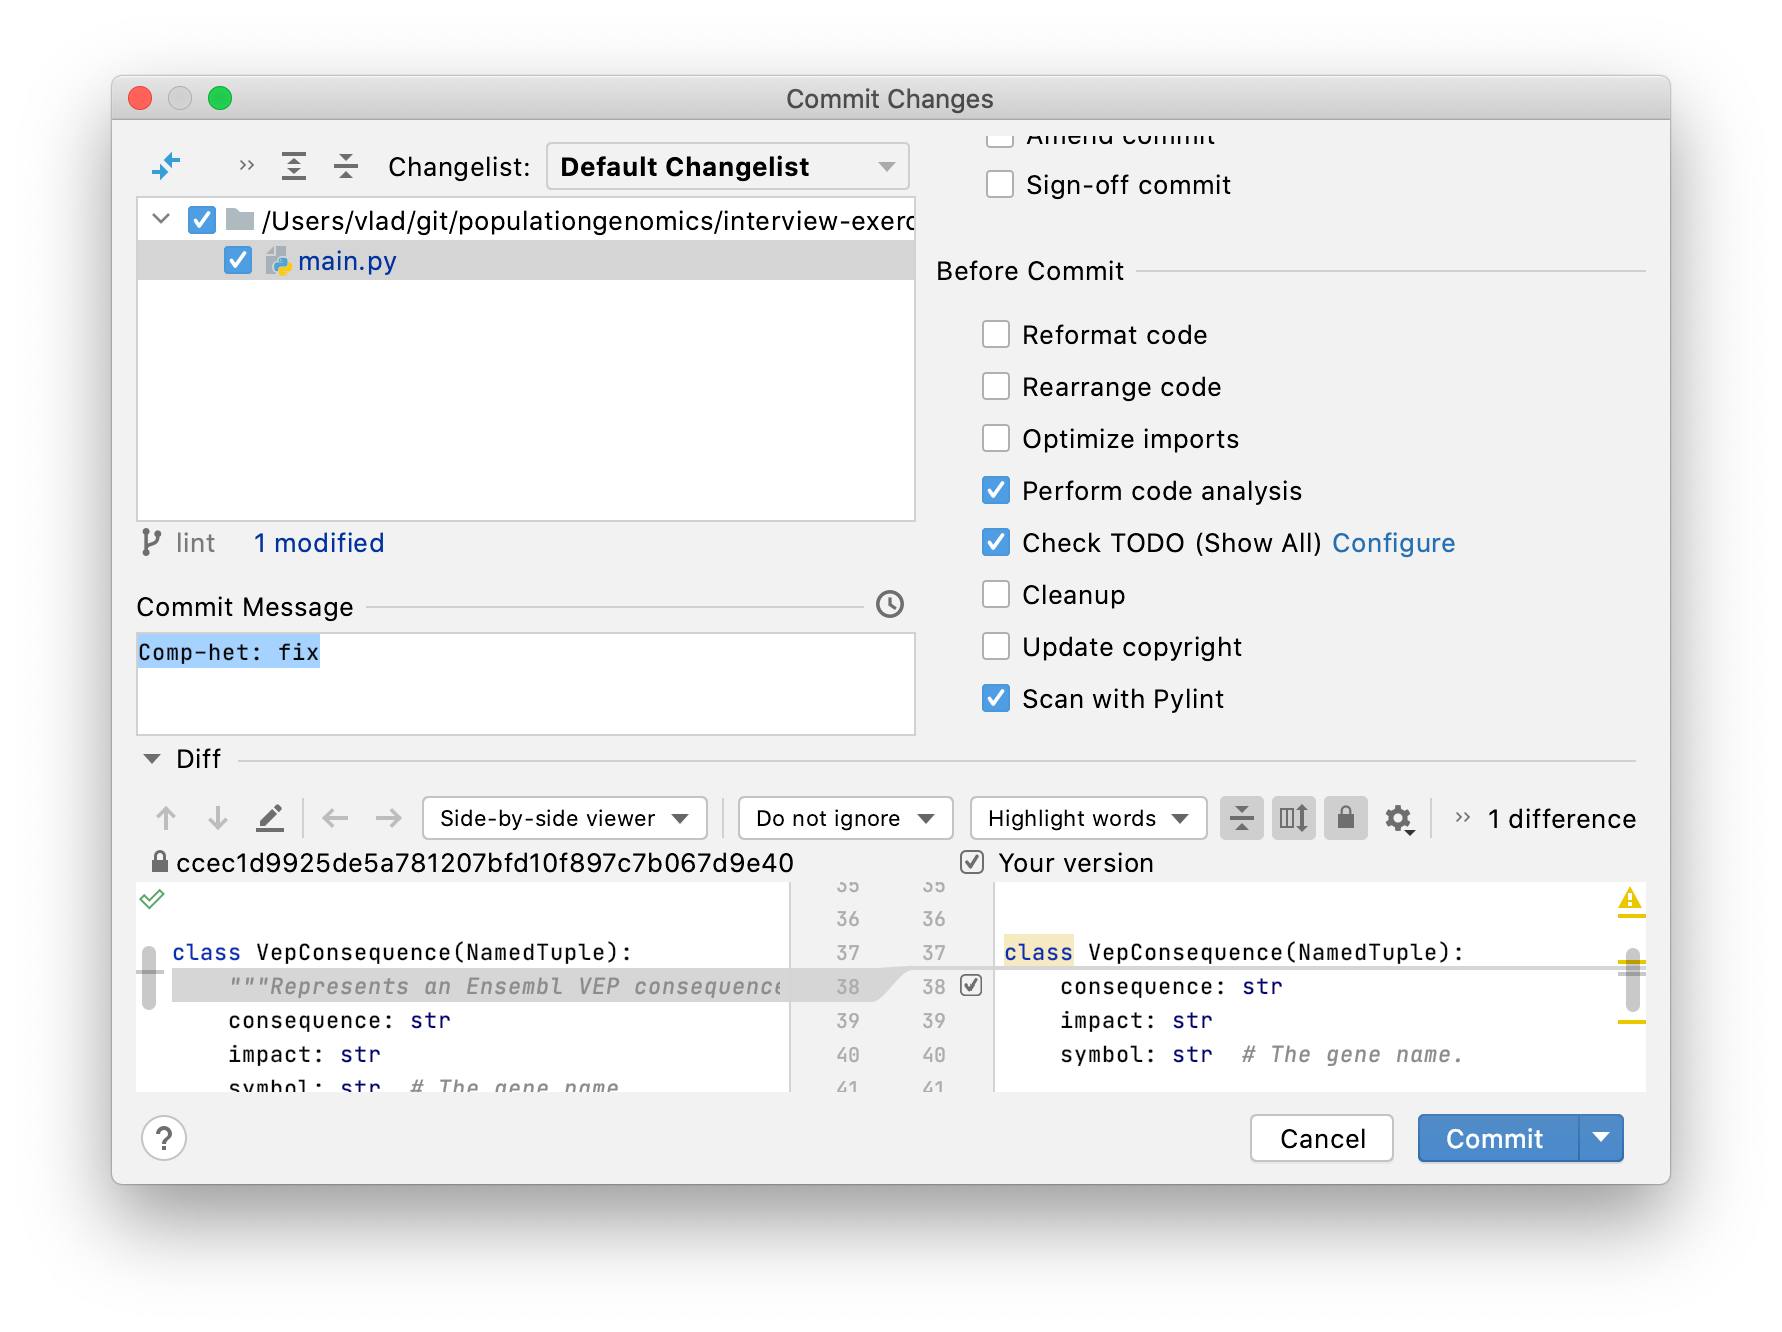 Commit Changes
Changelist: Default Changelist
/Users/vlad/git/populationgenomics/interview-exerc
main.py
lint 1 modified
Commit Message
Comp-het: fix
Amend commit
Sign-off commit
Before Commit
Reformat code
Rearrange code
Optimize imports
Perform code analysis
Check TODO (Show All) Configure
Cleanup
Update copyright
Scan with Pylint
Diff
Side-by-side viewer Do not ignore Highlight words 1 difference
ccec1d9925de5a781207bfd10f897c7b067d9e40 Your version
35 35
36 36
class VepConsequence(NamedTuple): 37 37 class VepConsequence(NamedTuple):
"""Represents an Ensembl VEP consequence 38 38 consequence: str
consequence: str 39 39 impact: str
impact: str 40 40 symbol: str # The gene name.
symbol: str # The gene name 41 41
? Cancel Commit